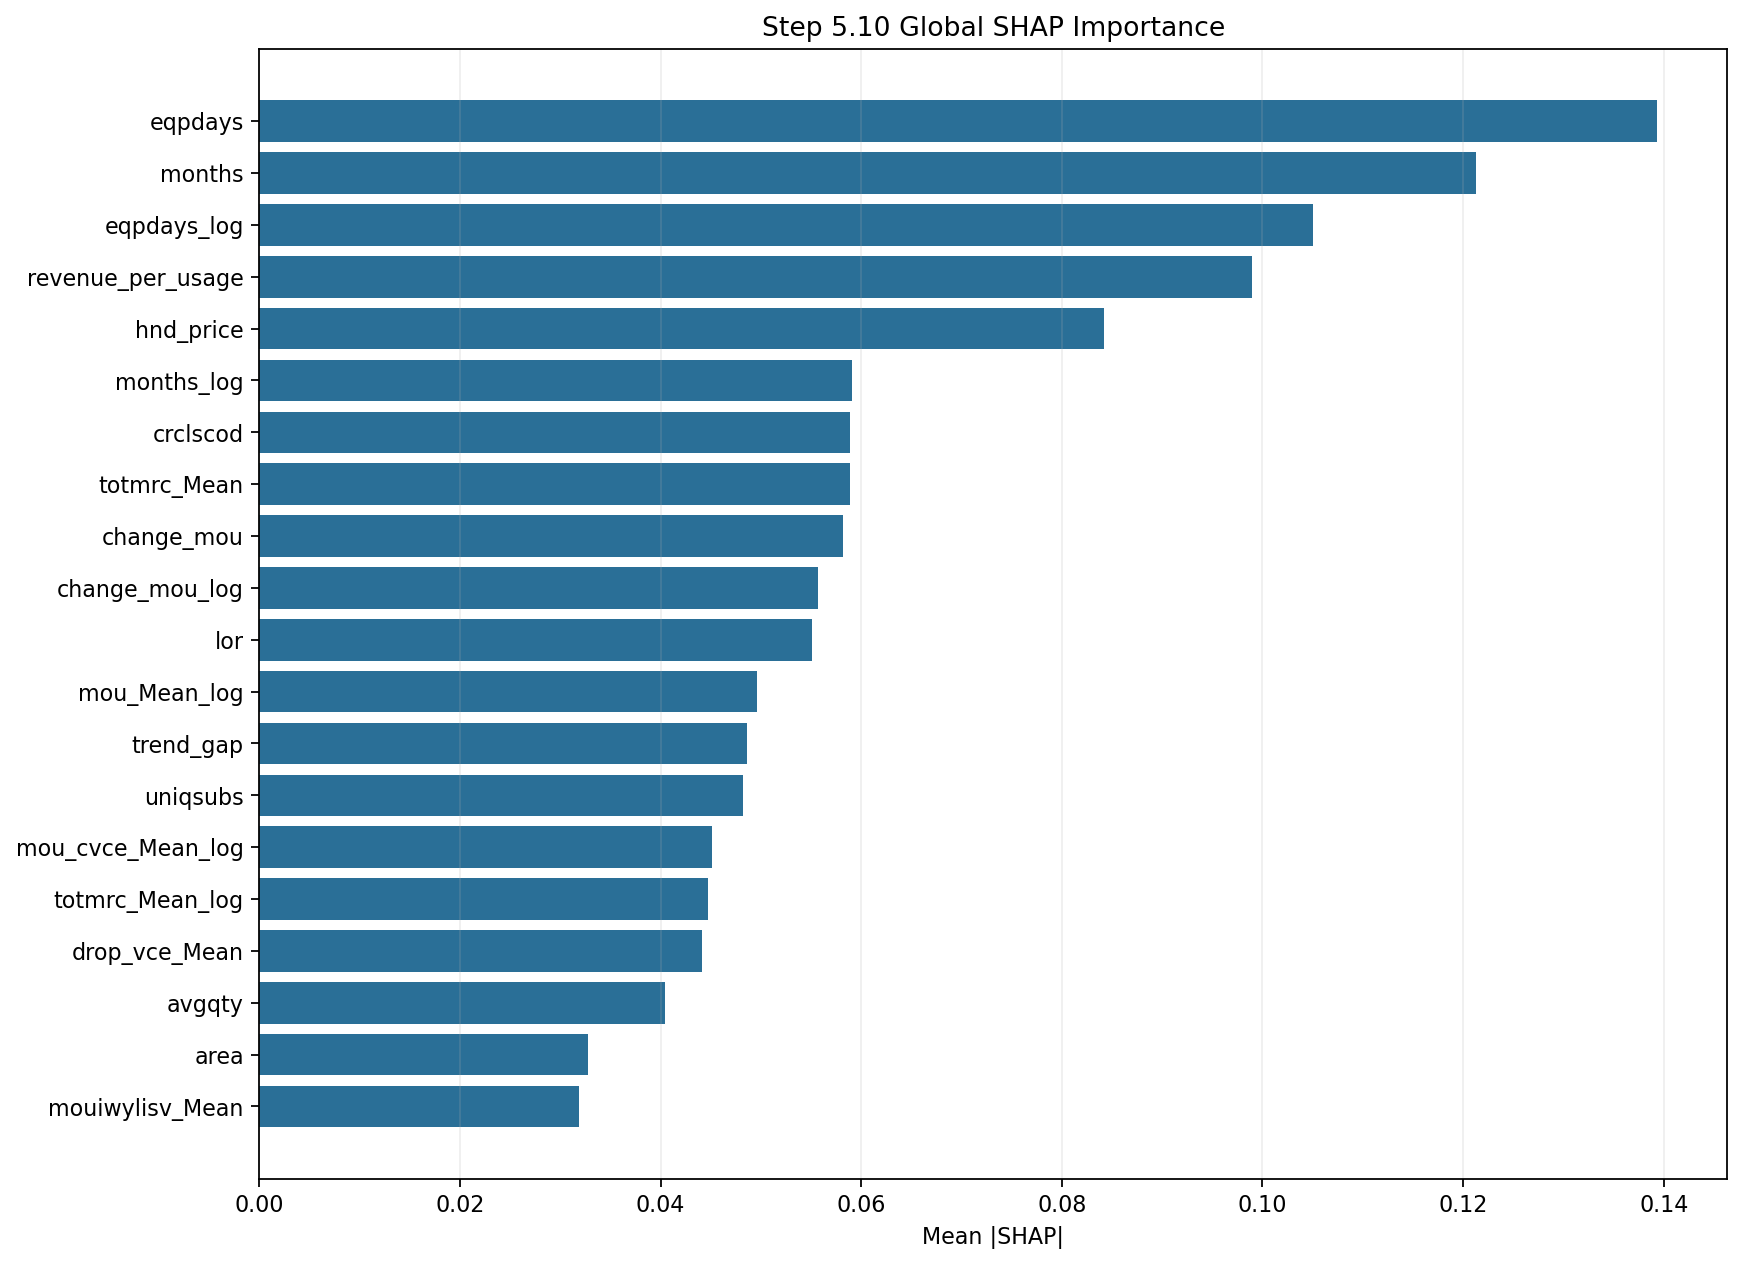 Step 5.10 Global SHAP Importance
eqpdays
months
eqpdays_log
revenue_per_usage
hnd_price
months_log
crclscod
totmrc_Mean
change_mou
change_mou_log
lor
mou_Mean_log
trend_gap
uniqsubs
mou_cvce_Mean_log
totmrc_Mean_log
drop_vce_Mean
avgqty
area
mouiwylisv_Mean
0.00 0.02 0.04 0.06 0.08 0.10 0.12 0.14
Mean |SHAP|